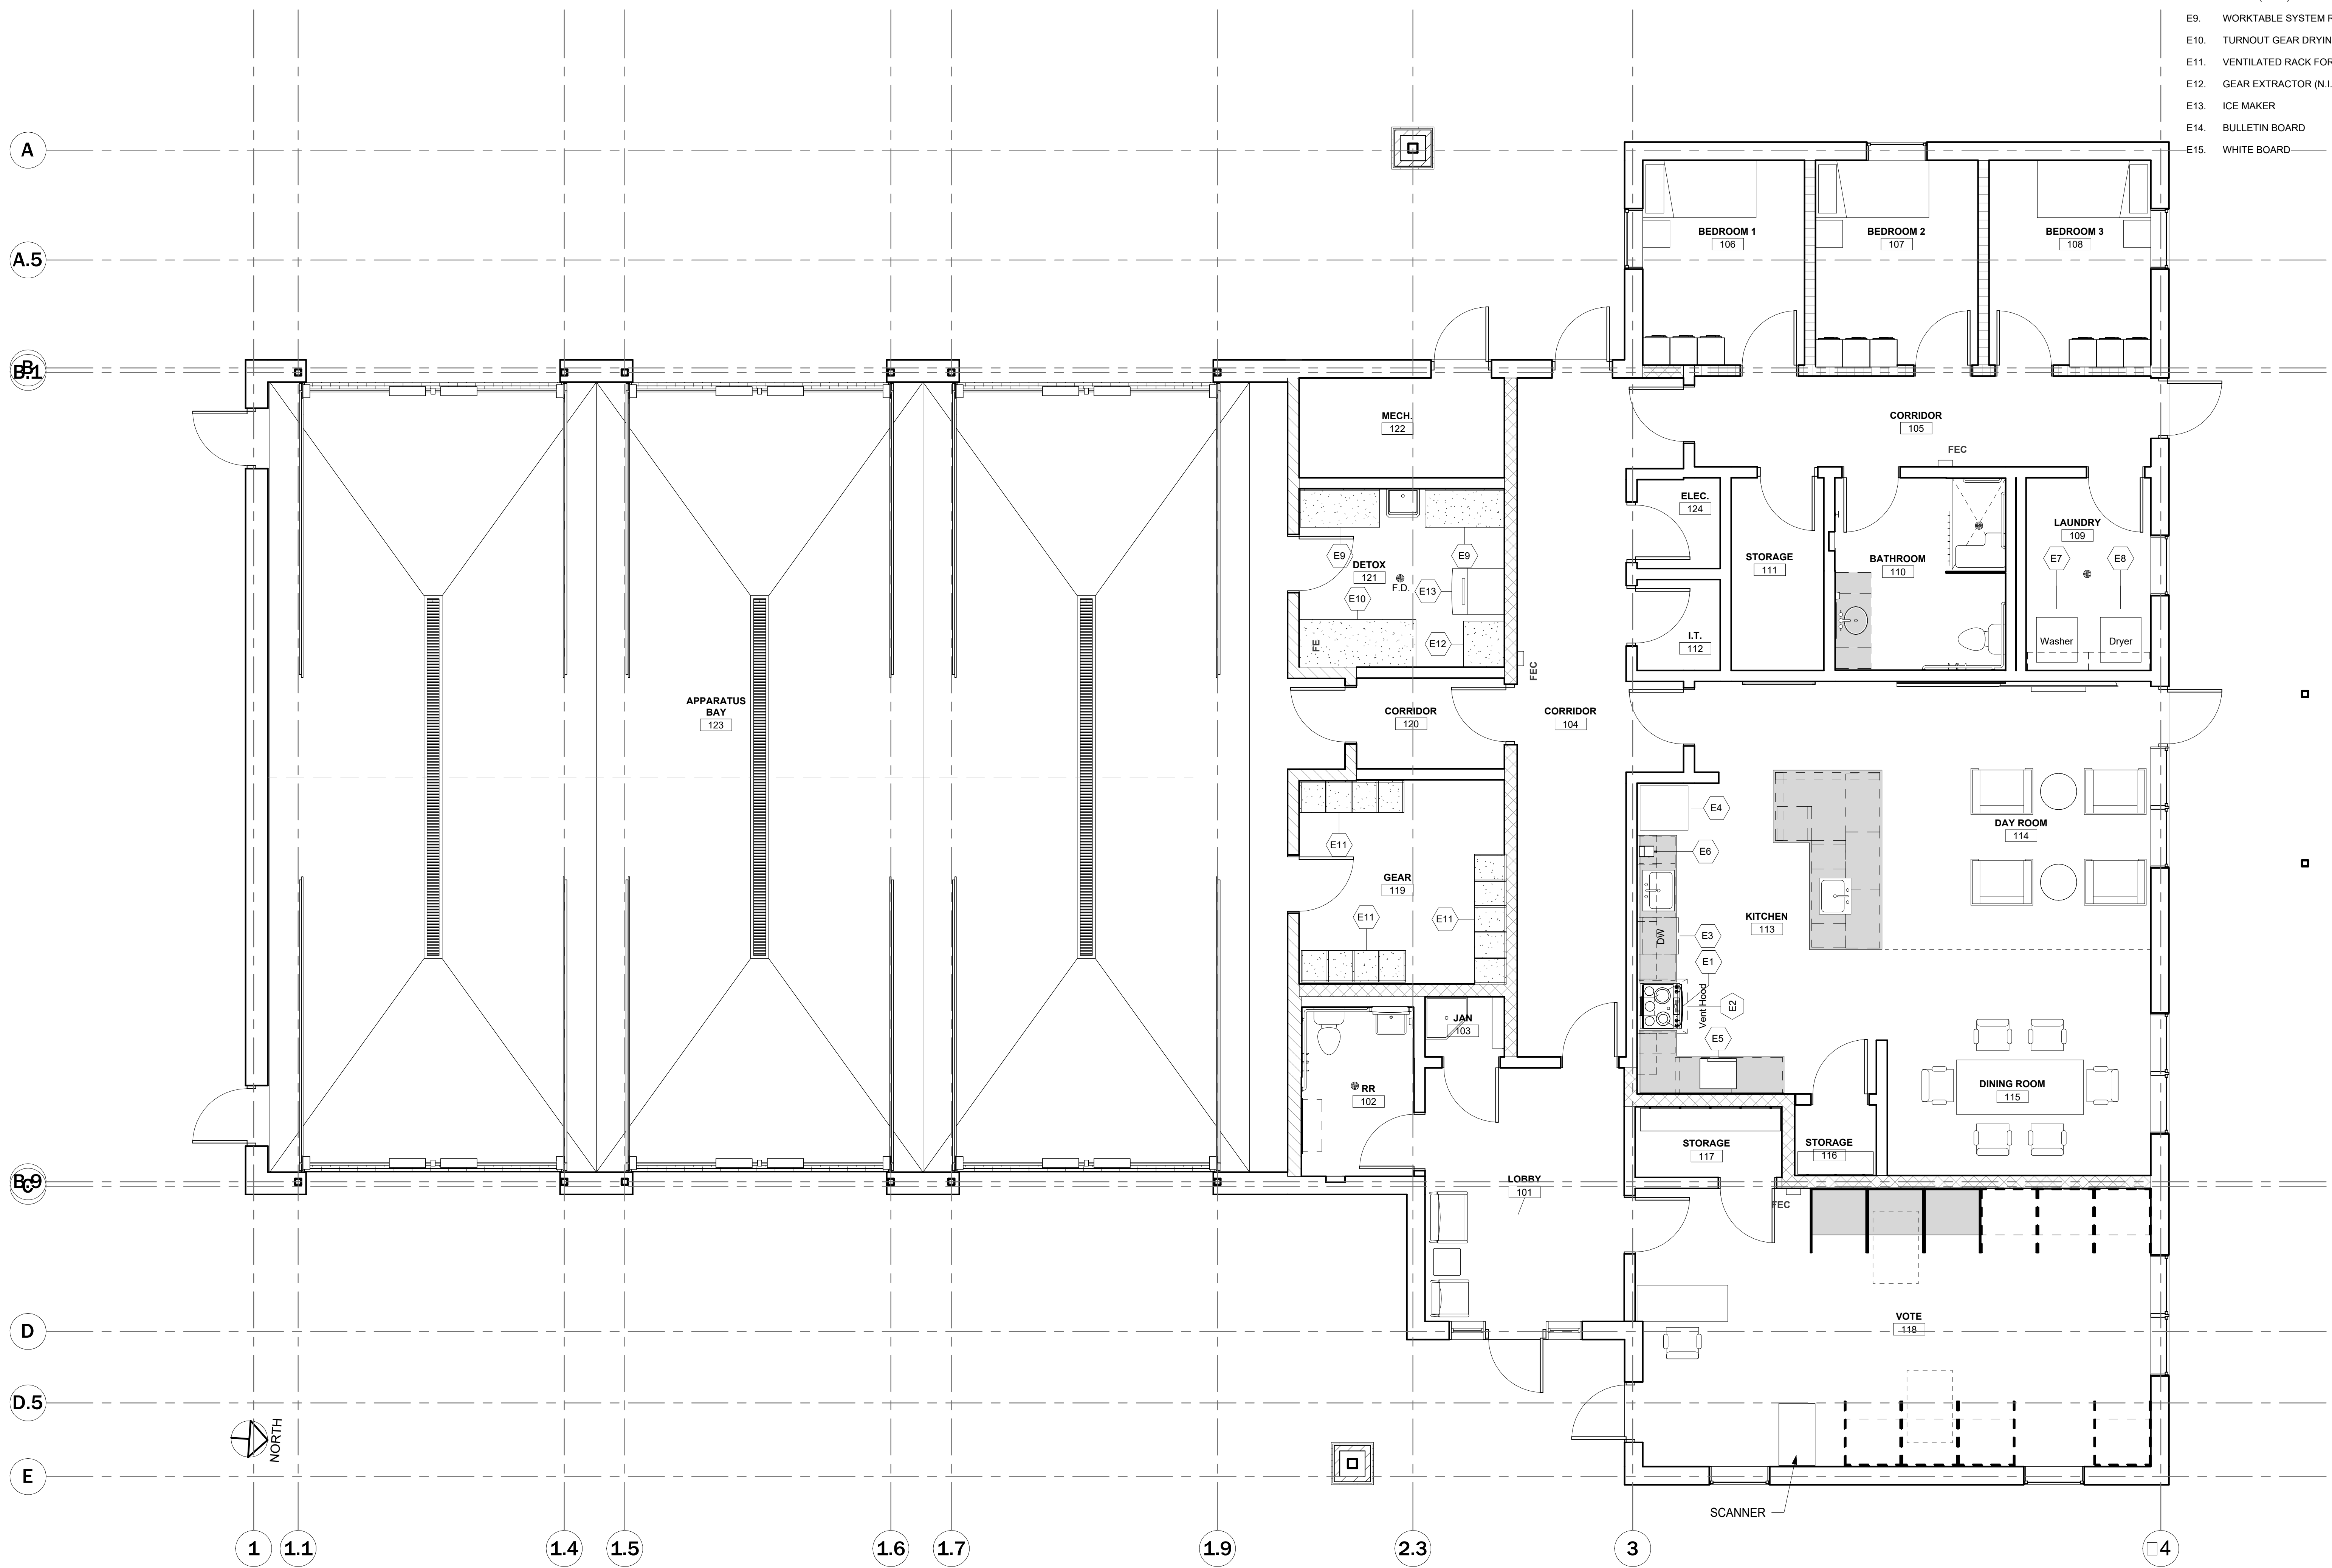 E9. WORKTABLE SYSTEM
E10. TURNOUT GEAR
E11. VENTILATED RACK FOR
E12. GEAR EXTRACTOR (N.I.
E13. ICE MAKER
E14. BULLETIN BOARD
E15. WHITE BOARD
A
A.5
B
B.1
BEDROOM 1
106
BEDROOM 2
107
BEDROOM 3
108
MECH.
122
CORRIDOR
105
FEC
ELEC.
124
STORAGE
111
BATHROOM
110
LAUNDRY
109
E7
E8
Washer
Dryer
E9
E9
DETOX
121
F.D.
E10
E13
E12
FE
I.T.
112
FEC
APPARATUS
BAY
123
CORRIDOR
120
CORRIDOR
104
E4
E6
DAY ROOM
114
E11
GEAR
119
E11
E11
KITCHEN
113
DW
E3
E1
E2
Vent Hood
E5
JAN
103
RR
102
DINING ROOM
115
STORAGE
117
STORAGE
116
B.9
C
LOBBY
101
FEC
VOTE
118
D
D.5
NORTH
E
SCANNER
1
1.1
1.4
1.5
1.6
1.7
1.9
2.3
3
4